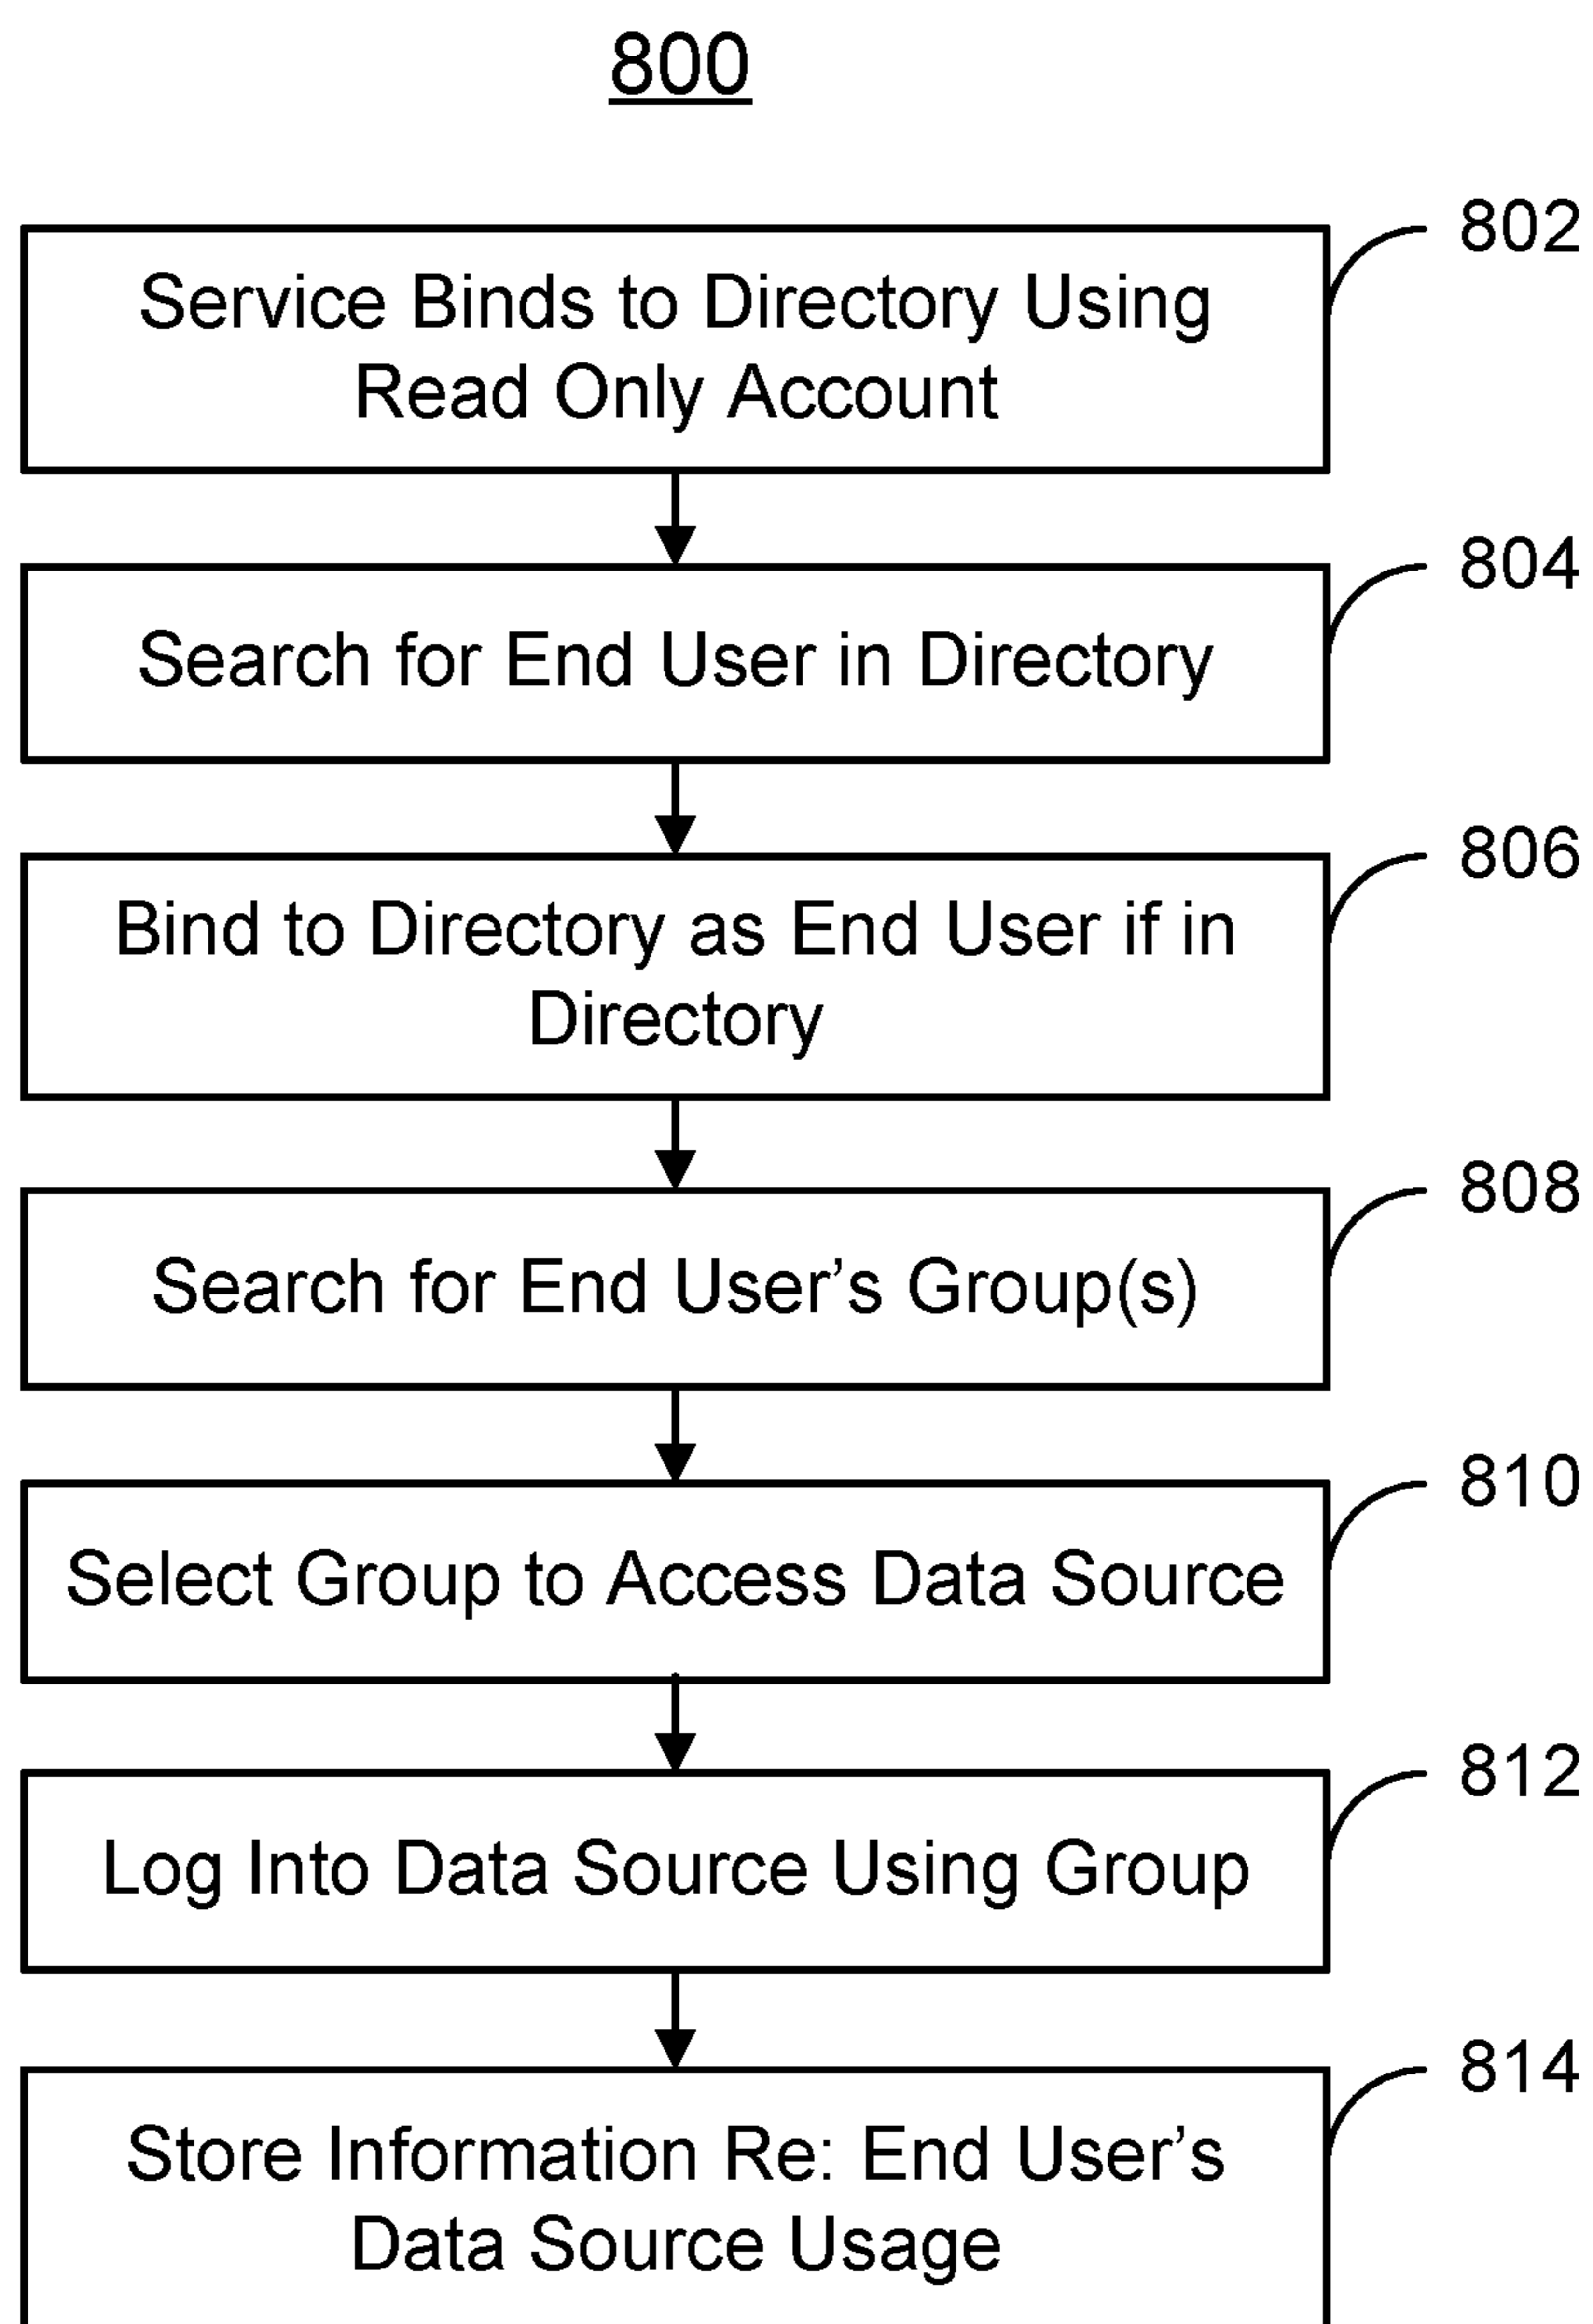 800
802
Service Binds to Directory Using
Read Only Account
804
Search for End User in Directory
806
Bind to Directory as End User if in
Directory
808
Search for End User’s Group(s)
810
Select Group to Access Data Source
812
Log Into Data Source Using Group
814
Store Information Re: End User’s
Data Source Usage